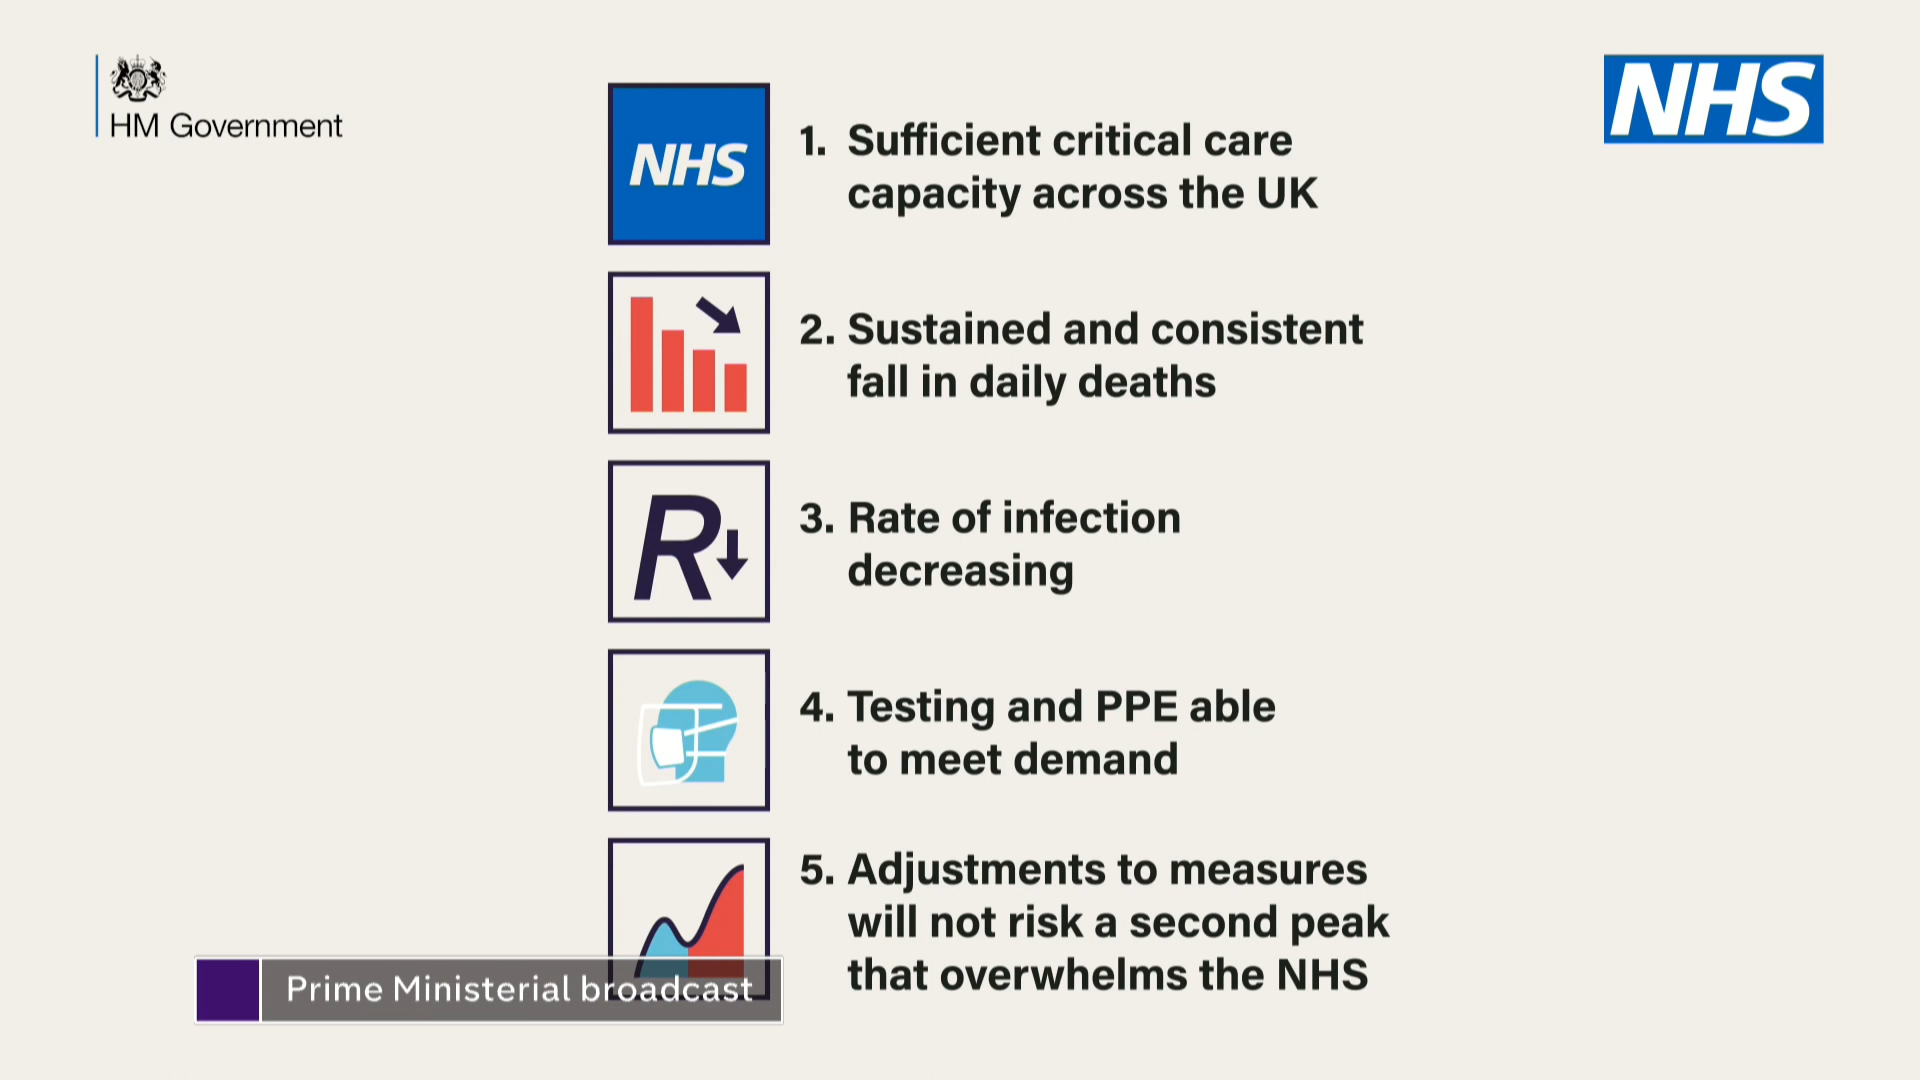 HM Government
NHS
NHS
1. Sufficient critical care
capacity across the UK
2. Sustained and consistent
fall in daily deaths
R
3. Rate of infection
decreasing
4. Testing and PPE able
to meet demand
5. Adjustments to measures
will not risk a second peak
that overwhelms the NHS
Prime Ministerial broadcast